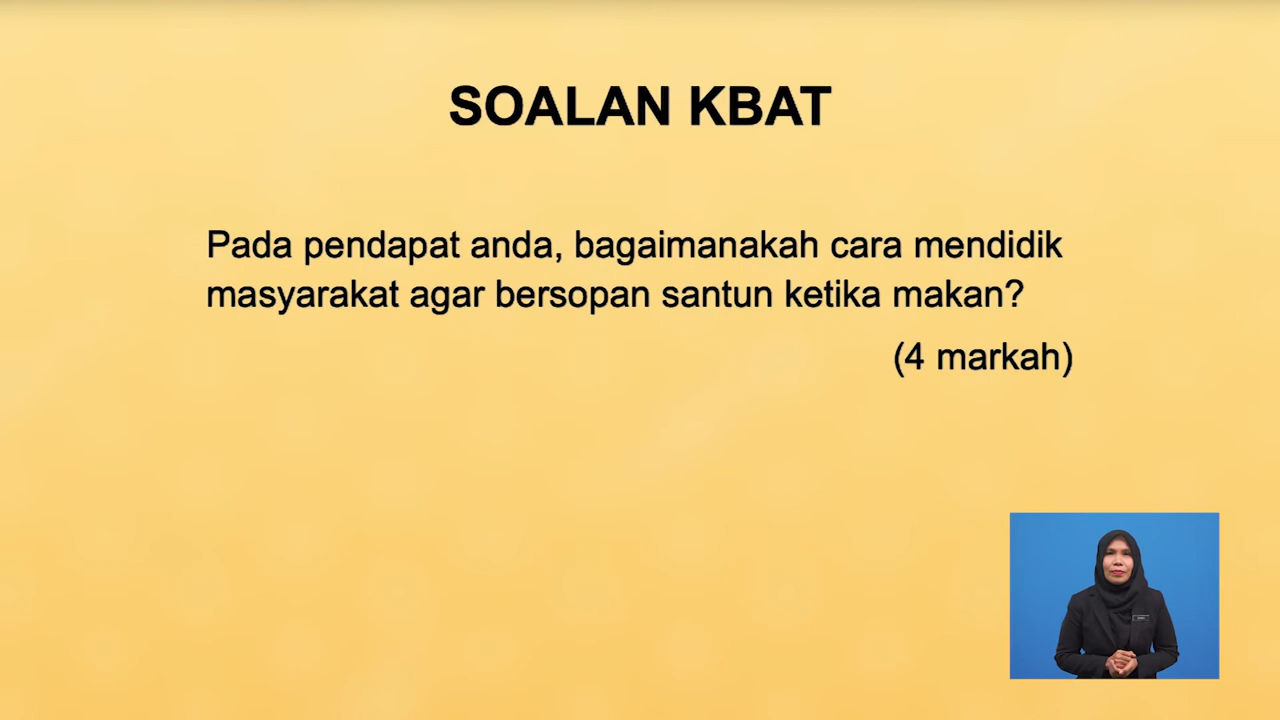 SOALAN KBAT
Pada pendapat anda, bagaimanakah cara mendidik
masyarakat agar bersopan santun ketika makan?
(4 markah)